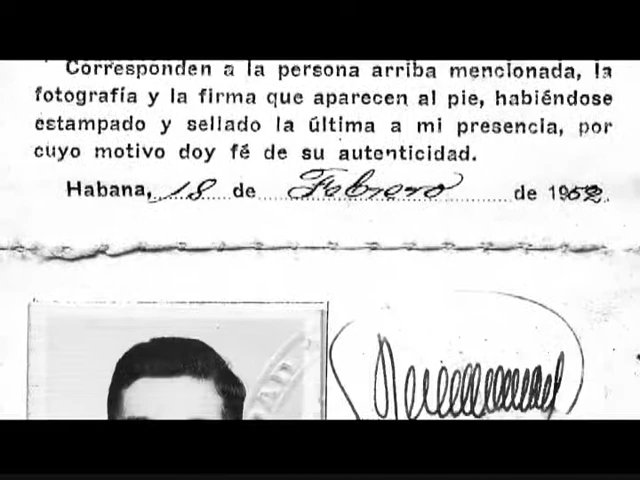 Corresponden a la persona arriba mencionada, la
fotografía y la firma que aparecen al pie, habiéndose
estampado y sellado la última a mi presencia, por
cuyo motivo doy fé de su autenticidad.
Habana, 18 de Febrero de 1952